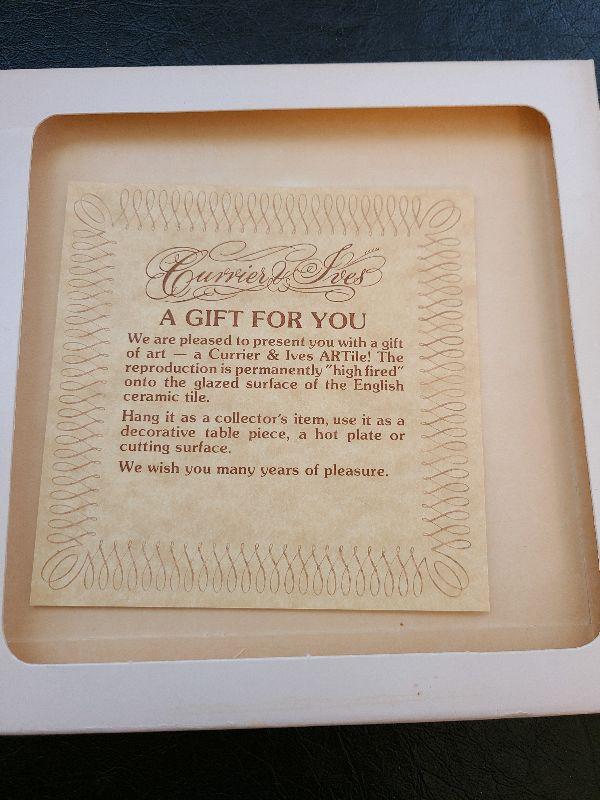 Currier & Ives
A GIFT FOR YOU
We are pleased to present you with a gift
of art — a Currier & Ives ARTile! The
reproduction is permanently "high fired"
onto the glazed surface of the English
ceramic tile.
Hang it as a collector's item, use it as a
decorative table piece, a hot plate or
cutting surface.
We wish you many years of pleasure.